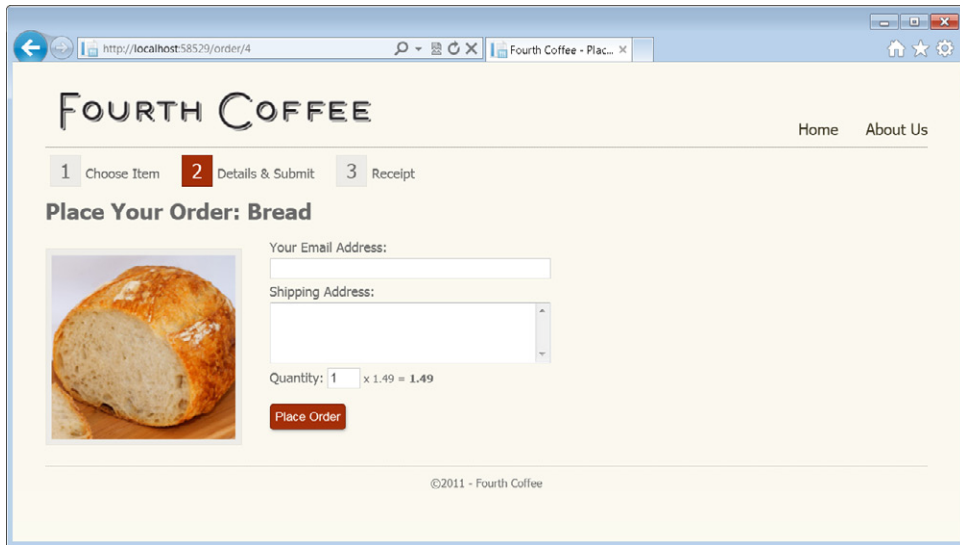 http://localhost:58529/order/4
Fourth Coffee - Plac...
FOURTH COFFEE
Home About Us
1 Choose Item 2 Details & Submit 3 Receipt
Place Your Order: Bread
Your Email Address:
Shipping Address:
Quantity: 1 x 1.49 = 1.49
Place Order
©2011 - Fourth Coffee